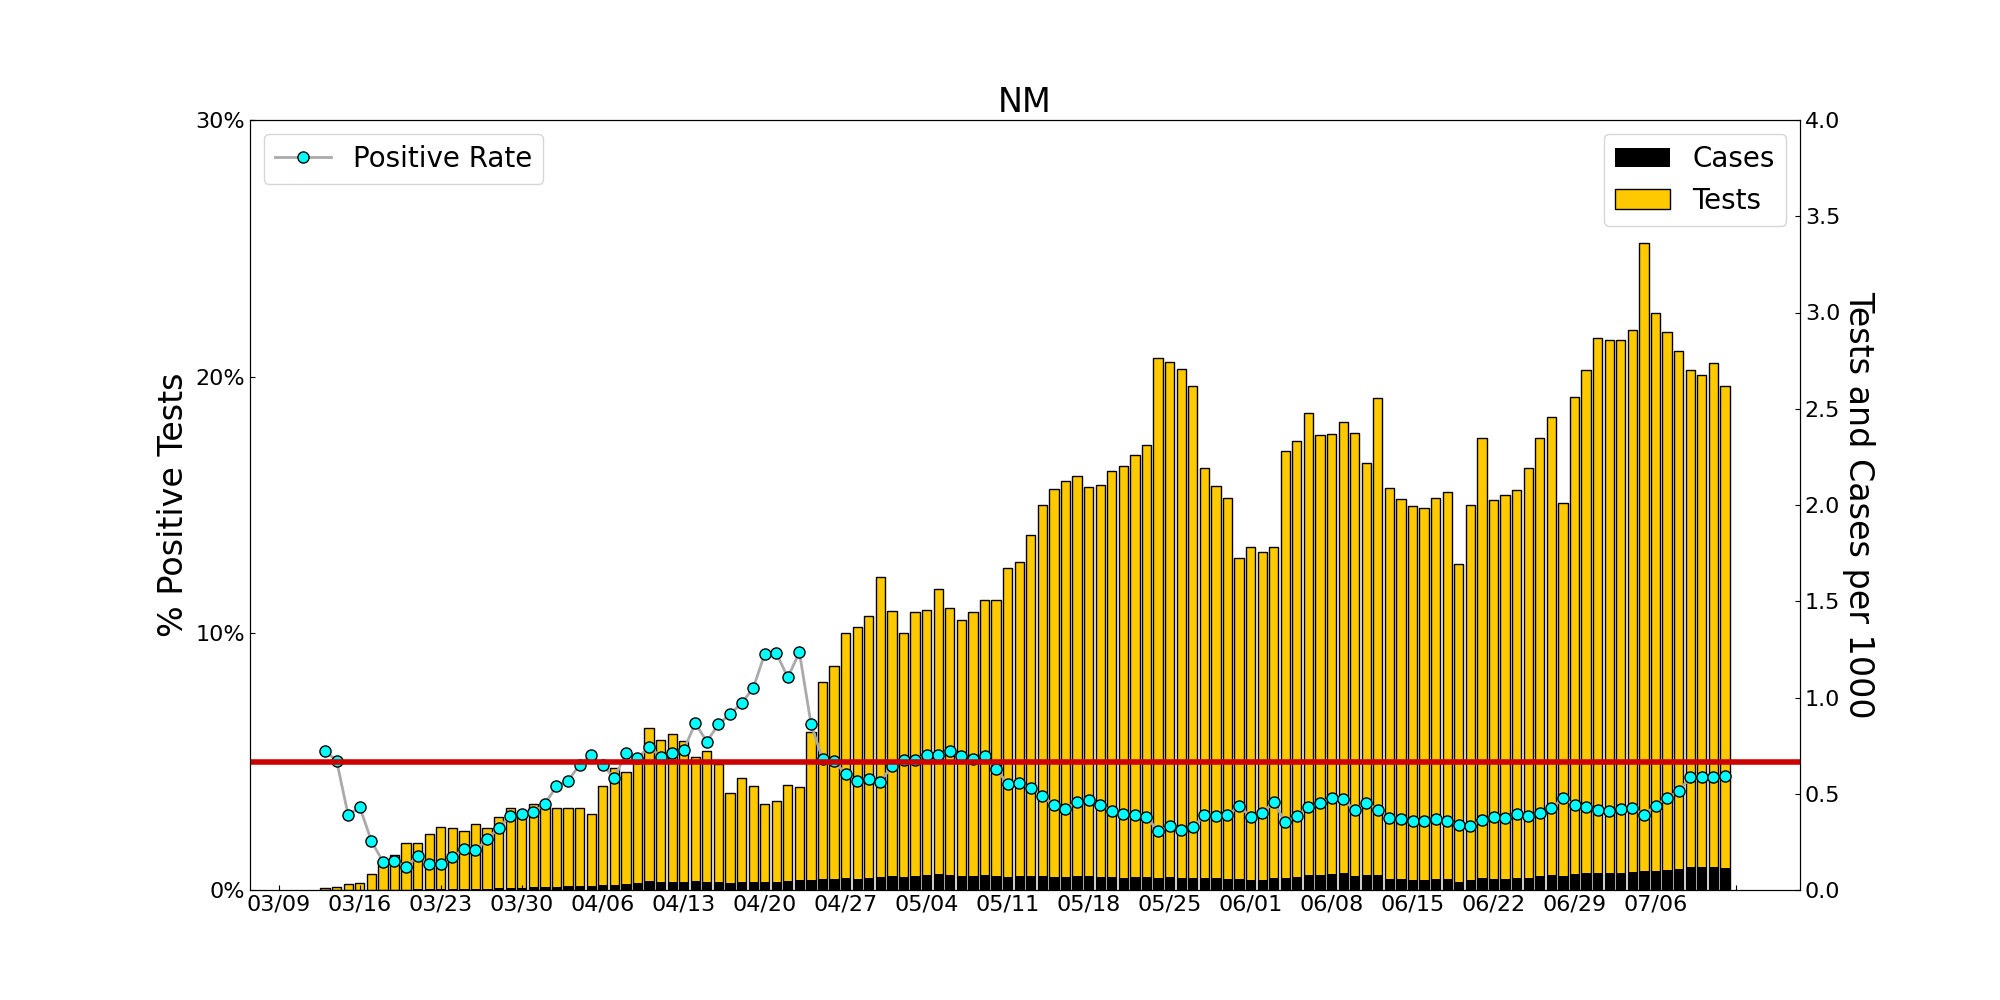 NM
30%
20%
10%
0%
% Positive Tests
Positive Rate
Cases
Tests
4.0
3.5
3.0
2.5
2.0
1.5
1.0
0.5
0.0
Tests and Cases per 1000
03/09 03/16 03/23 03/30 04/06 04/13 04/20 04/27 05/04 05/11 05/18 05/25 06/01 06/08 06/15 06/22 06/29 07/06